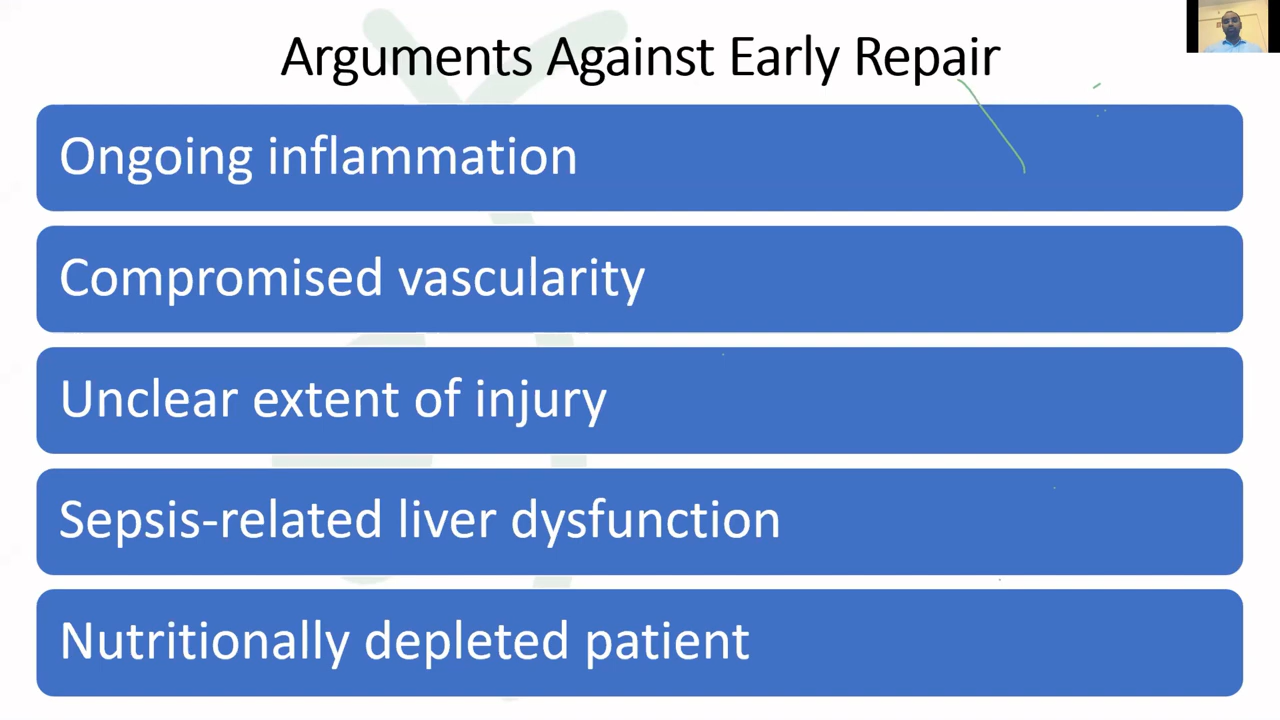 Arguments Against Early Repair
Ongoing inflammation
Compromised vascularity
Unclear extent of injury
Sepsis-related liver dysfunction
Nutritionally depleted patient